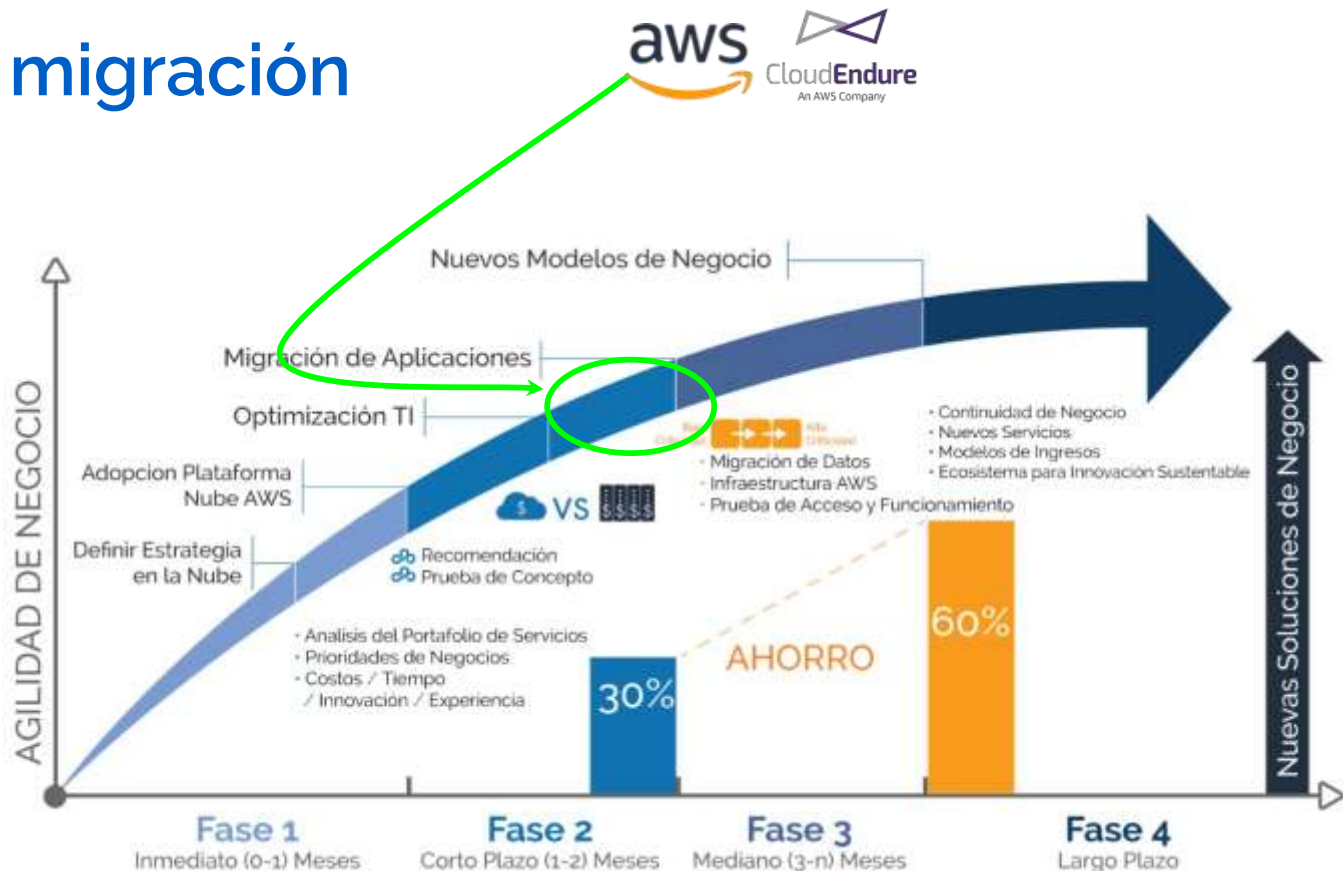 migración
aws
CloudEndure
An AWS Company
Nuevos Modelos de Negocio
Migración de Aplicaciones
Optimización TI
Adopcion Plataforma
Nube AWS
Definir Estrategia
en la Nube
AGILIDAD DE NEGOCIO
$ VS $ $ $ $
Recomendación
Prueba de Concepto
• Analisis del Portafolio de Servicios
• Prioridades de Negocios
• Costos / Tiempo
/ Innovación / Experiencia
Alta
Criticidad
• Migración de Datos
• Infraestructura AWS
• Prueba de Acceso y Funcionamiento
• Continuidad de Negocio
• Nuevos Servicios
• Modelos de Ingresos
• Ecosistema para Innovación Sustentable
30%
AHORRO
60%
Nuevas Soluciones de Negocio
Fase 1
Inmediato (0-1) Meses
Fase 2
Corto Plazo (1-2) Meses
Fase 3
Mediano (3-n) Meses
Fase 4
Largo Plazo